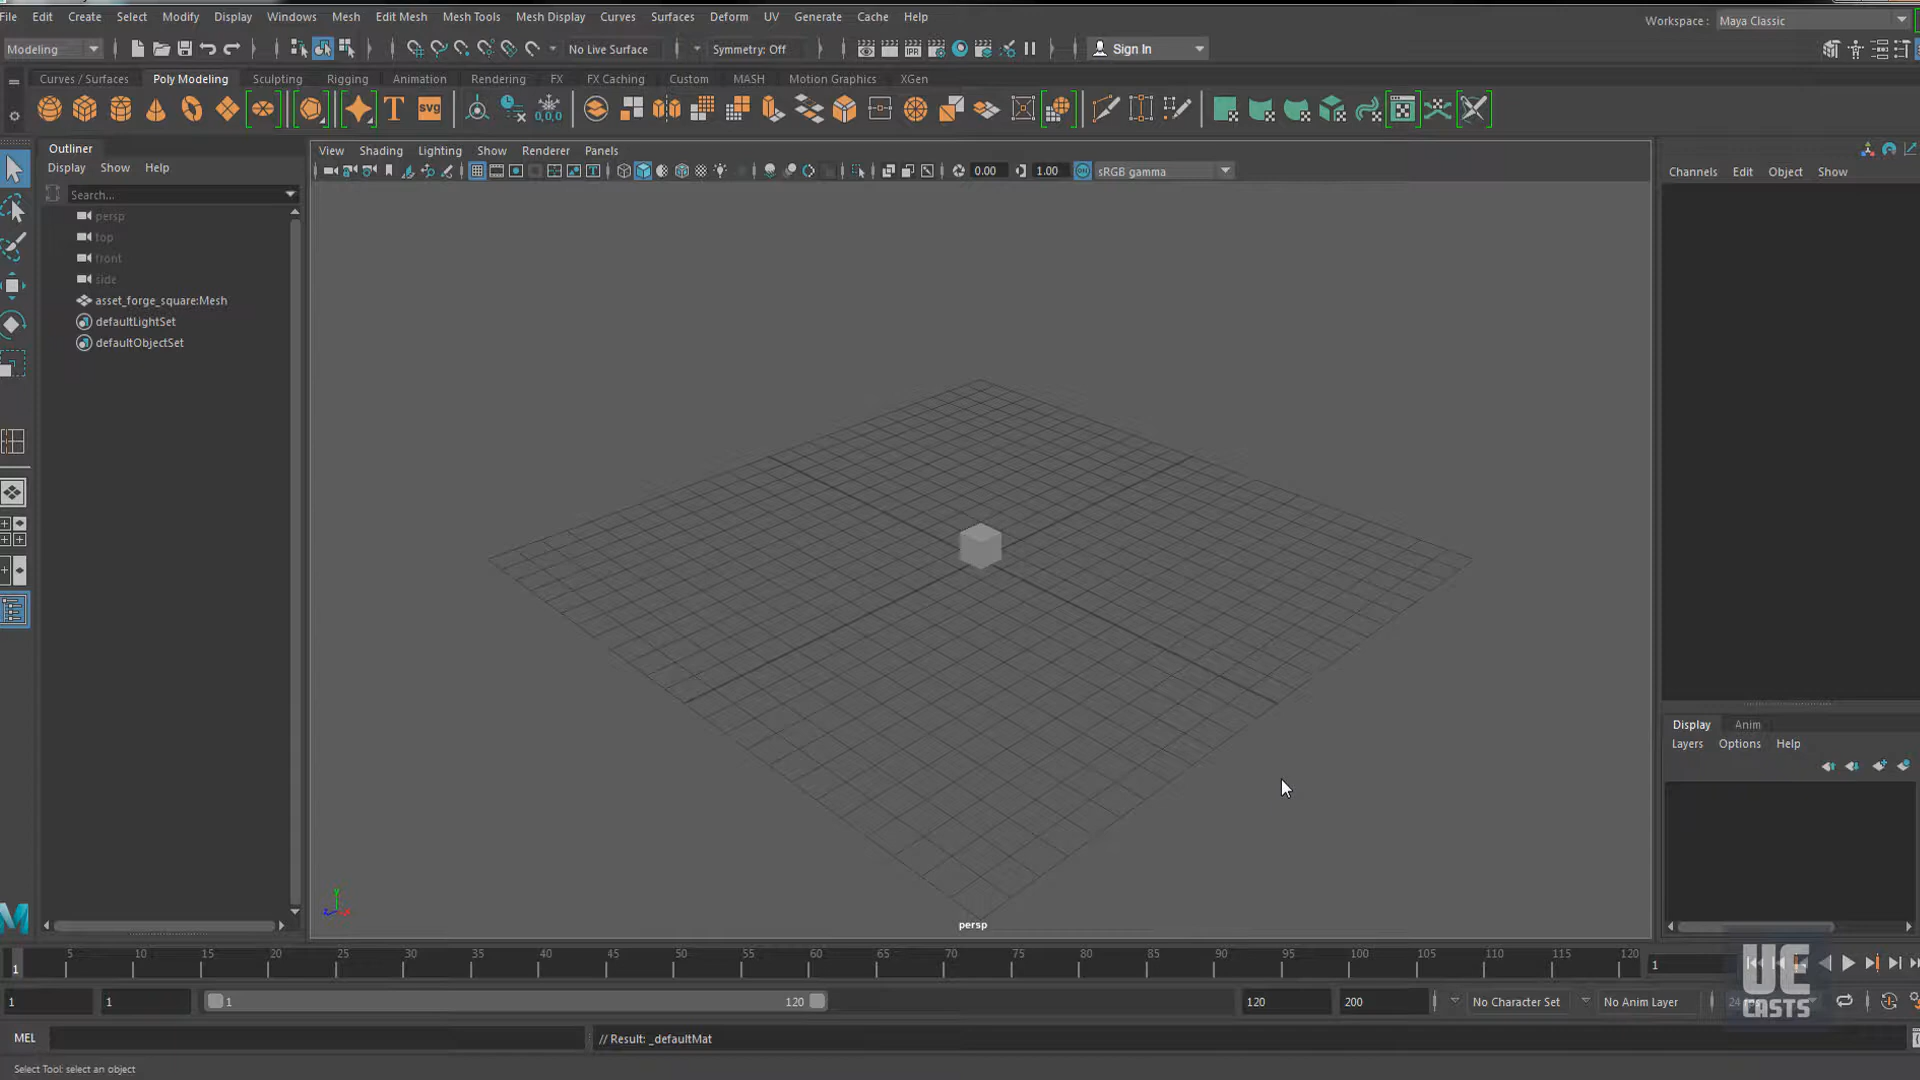 File Edit Create Select Modify Display Windows Mesh Edit Mesh Mesh Tools Mesh Display Curves Surfaces Deform UV Generate Cache Help
Workspace : Maya Classic
Modeling No Live Surface Symmetry: Off Sign In
Curves / Surfaces Poly Modeling Sculpting Rigging Animation Rendering FX FX Caching Custom MASH Motion Graphics XGen
T SVG 0,0,0
Outliner
Display Show Help
Search...
persp
top
front
side
asset_forge_square:Mesh
defaultLightSet
defaultObjectSet
View Shading Lighting Show Renderer Panels
IPR
0.00 1.00 sRGB gamma
Channels Edit Object Show
y
z
persp
Display Anim
Layers Options Help
5 10 15 20 25 30 35 40 45 50 55 60 65 70 75 80 85 90 95 100 105 110 115 120
1 1
1 1 1 120 120 200 No Character Set No Anim Layer
UE
CASTS
MEL // Result: _defaultMat
Select Tool: select an object